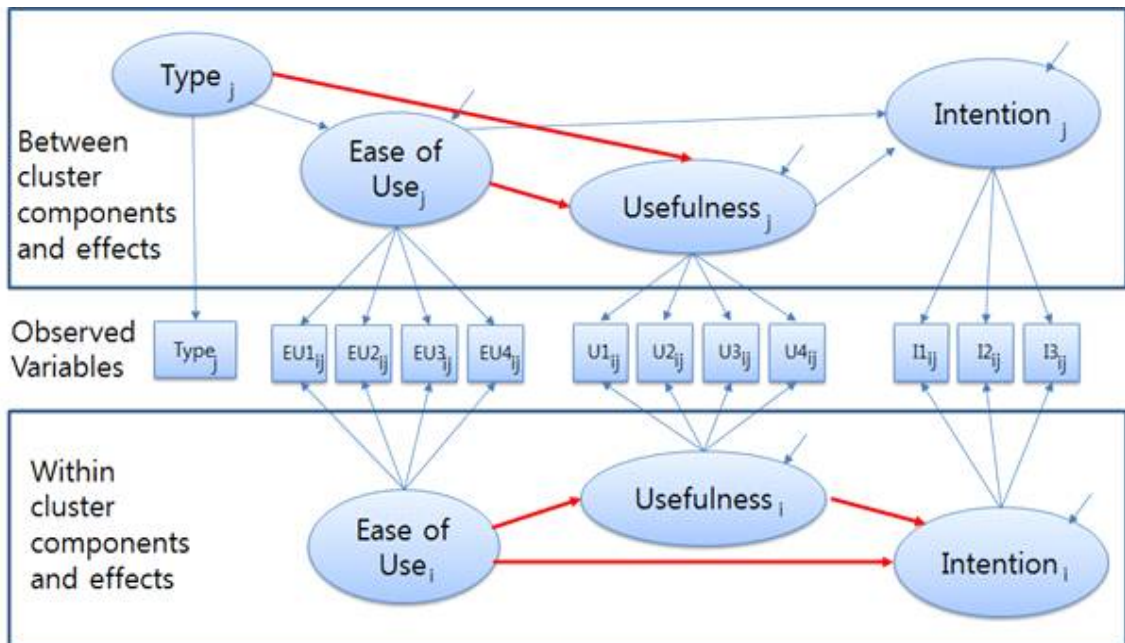 Type j
Between
cluster
components
and effects
Ease of
Use j
Usefulness j
Intention j
Observed
Variables
Type j
EU1 ij
EU2 ij
EU3 ij
EU4 ij
U1 ij
U2 ij
U3 ij
U4 ij
I1 ij
I2 ij
I3 ij
Within
cluster
components
and effects
Ease of
Use i
Usefulness i
Intention i